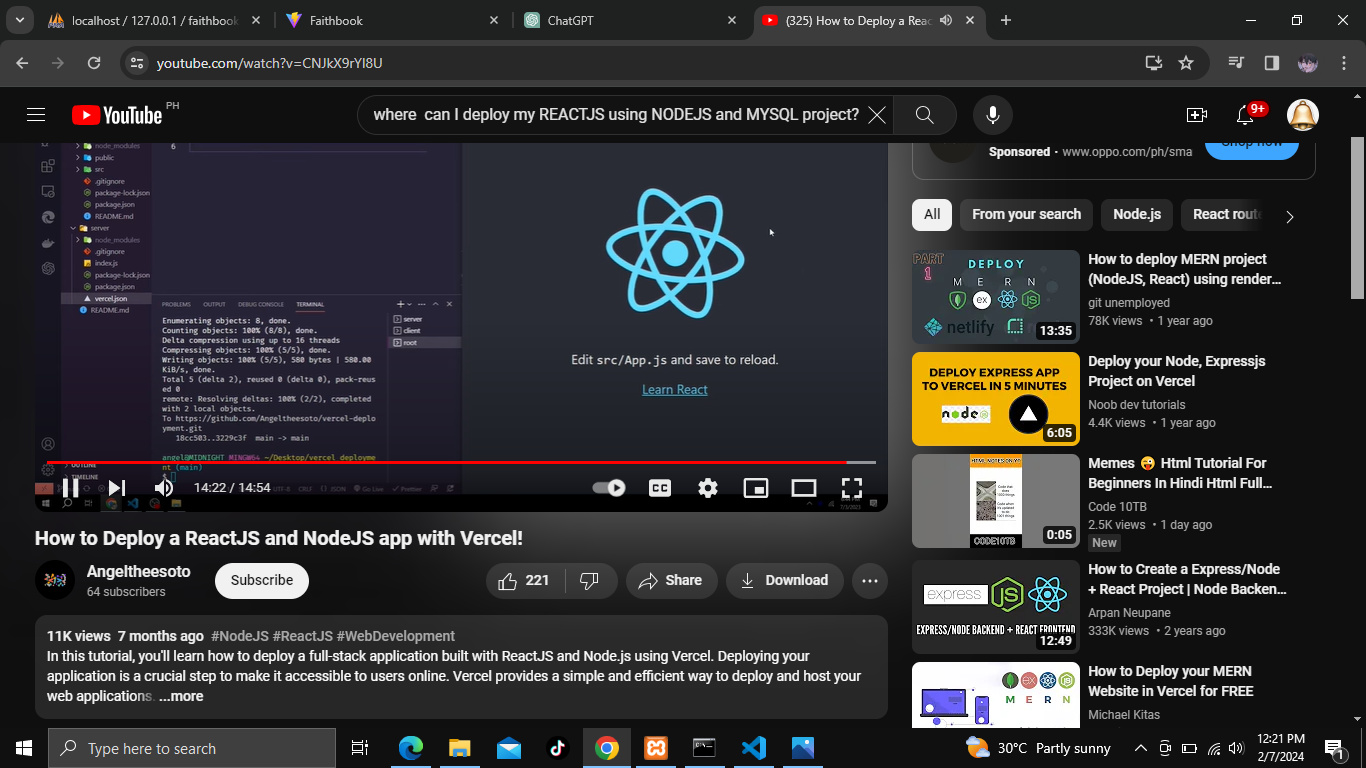 localhost / 127.0.0.1 / faithbook
Faithbook
ChatGPT
(325) How to Deploy a Reac
youtube.com/watch?v=CNJkX9rYI8U
YouTube PH
where can I deploy my REACTJS using NODEJS and MYSQL project?
9+
node_modules
public
src
.gitignore
package-lock.json
package.json
README.md
server
node_modules
.gitignore
index.js
package-lock.json
package.json
vercel.json
README.md
OUTLINE
TIMELINE
6
PROBLEMS OUTPUT DEBUG CONSOLE TERMINAL
Enumerating objects: 8, done.
Counting objects: 100% (8/8), done.
Delta compression using up to 16 threads
Compressing objects: 100% (5/5), done.
Writing objects: 100% (5/5), 580 bytes | 580.00
KiB/s, done.
Total 5 (delta 2), reused 0 (delta 0), pack-reus
ed 0
remote: Resolving deltas: 100% (2/2), completed
with 2 local objects.
To https://github.com/Angeltheesoto/vercel-deplo
yment.git
18cc503..3229c3f main -> main
angel@MIDNIGHT MINGW64 ~/Desktop/vercel deployme
nt (main)
$
server
client
root
Edit src/App.js and save to reload.
Learn React
14:22 / 14:54
CC
How to Deploy a ReactJS and NodeJS app with Vercel!
Angeltheesoto
64 subscribers
Subscribe
221
Share
Download
11K views 7 months ago #NodeJS #ReactJS #WebDevelopment
In this tutorial, you'll learn how to deploy a full-stack application built with ReactJS and Node.js using Vercel. Deploying your
application is a crucial step to make it accessible to users online. Vercel provides a simple and efficient way to deploy and host your
web applications. ...more
Sponsored · www.oppo.com/ph/sma
Shop now
All
From your search
Node.js
React route
PART
1
DEPLOY
M E R N
ex
netlify
13:35
How to deploy MERN project
(NodeJS, React) using render...
git unemployed
78K views • 1 year ago
DEPLOY EXPRESS APP
TO VERCEL IN 5 MINUTES
node
6:05
Deploy your Node, Expressjs
Project on Vercel
Noob dev tutorials
4.4K views • 1 year ago
CODE10TB
0:05
Memes 😜 Html Tutorial For
Beginners In Hindi Html Full...
Code 10TB
2.5K views • 1 day ago
New
express
EXPRESS/NODE BACKEND + REACT FRONTEND
12:49
How to Create a Express/Node
+ React Project | Node Backen...
Arpan Neupane
333K views • 2 years ago
M E R N
How to Deploy your MERN
Website in Vercel for FREE
Michael Kitas
Type here to search
30°C Partly sunny
12:21 PM
2/7/2024
1